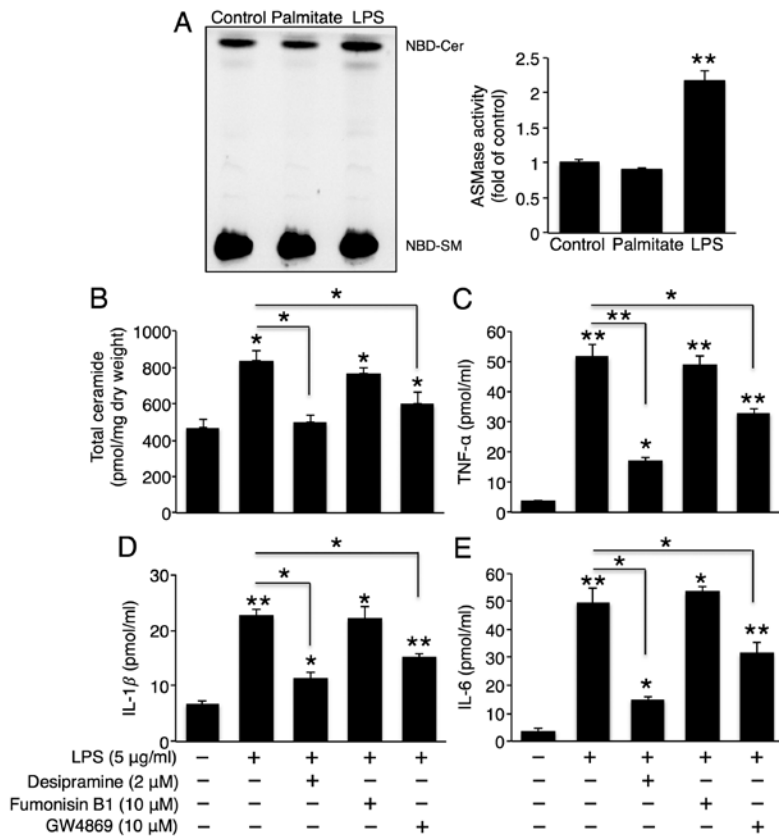 A
Control Palmitate LPS
NBD-Cer
NBD-SM
ASMase activity
(fold of control)
2.5
2
1.5
1
0.5
0
**
Control Palmitate LPS
B
Total ceramide
(pmol/mg dry weight)
1000
800
600
400
200
0
*
*
*
*
*
C
TNF-α (pmol/ml)
60
50
40
30
20
10
0
*
**
**
*
**
**
D
IL-1β (pmol/ml)
30
20
10
0
*
*
**
*
*
**
E
IL-6 (pmol/ml)
60
50
40
30
20
10
0
*
*
**
*
*
**
LPS (5 µg/ml) – + + + +
Desipramine (2 µM) +
Fumonisin B1 (10 µM) +
GW4869 (10 µM) +
– + + + +
+
+
+